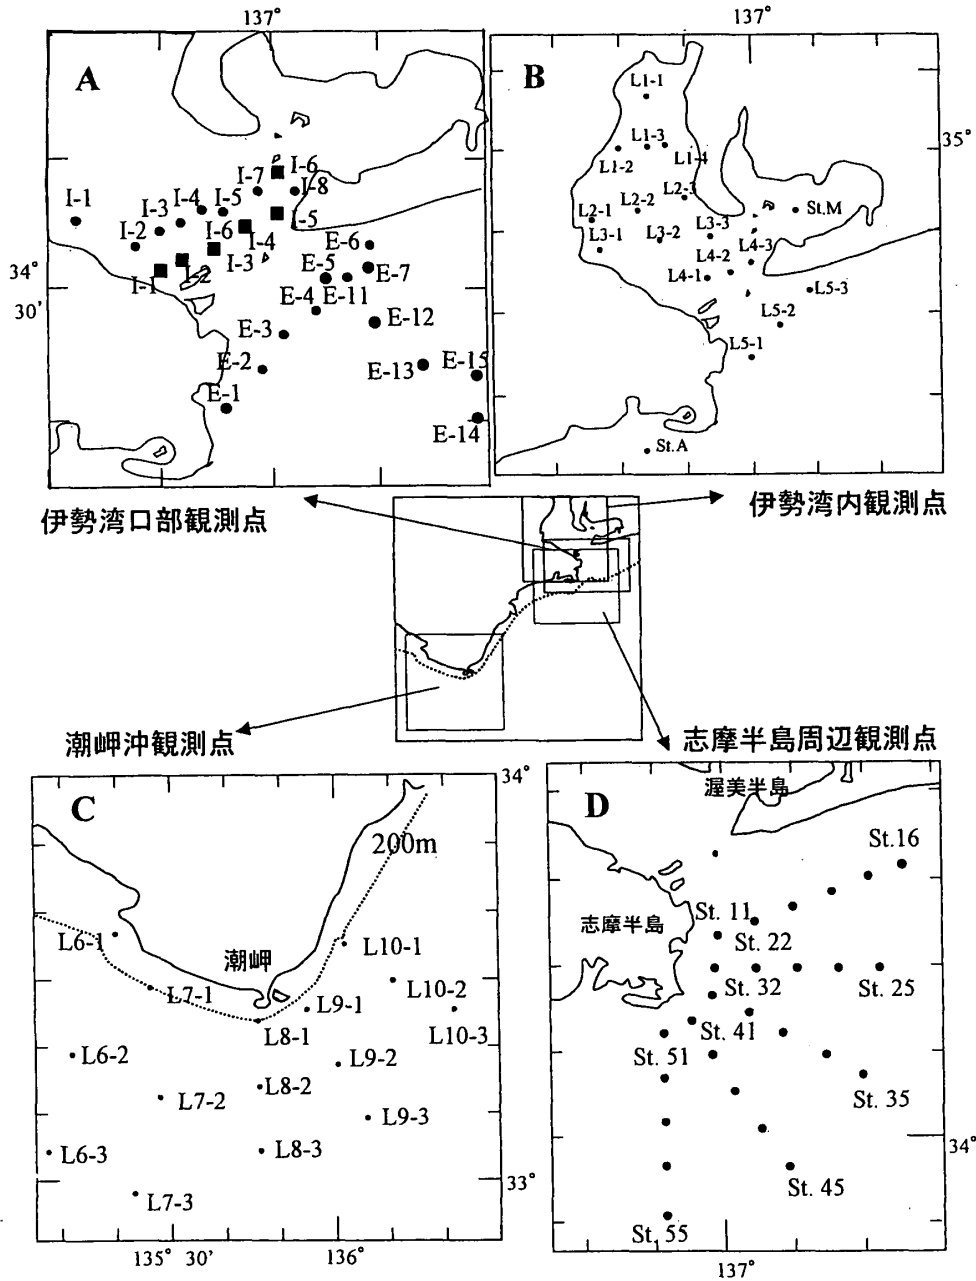 137°
A
I-6
I-7
I-8
I-1
I-3
I-4
I-5
I-5
I-2
I-6
I-4
E-6
I-3
E-5
E-7
I-2
I-1
34°
30'
E-4
E-11
E-12
E-3
E-2
E-13
E-15
E-1
E-14
伊勢湾口部観測点
137°
B
L1-1
35°
L1-3
L1-4
L1-2
L2-3
L2-2
L2-1
St.M
L3-3
L3-1
L3-2
L4-3
L4-2
L4-1
L5-3
L5-2
L5-1
St.A
伊勢湾内観測点
潮岬沖観測点
志摩半島周辺観測点
34°
C
200m
L6-1
潮岬
L10-1
L7-1
L9-1
L10-2
L8-1
L10-3
L6-2
L9-2
L8-2
L7-2
L9-3
L6-3
L8-3
33°
L7-3
135° 30'
136°
渥美半島
D
St.16
志摩半島
St. 11
St. 22
St. 32
St. 25
St. 41
St. 51
St. 35
34°
St. 45
St. 55
137°